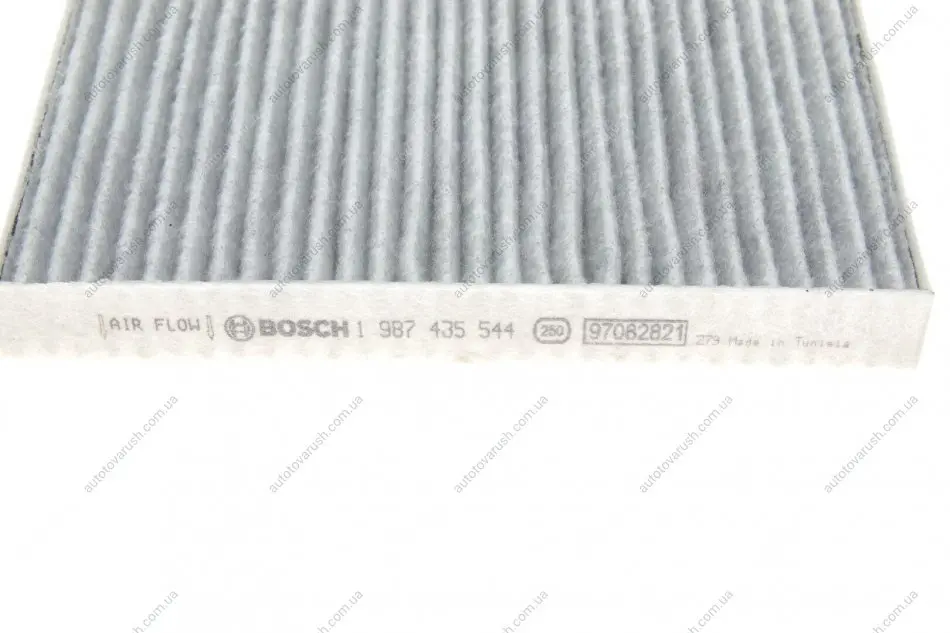 AIR FLOW BOSCH 1 987 435 544 250 97062821 279 Made in Tunisia
autotovarush.com.ua